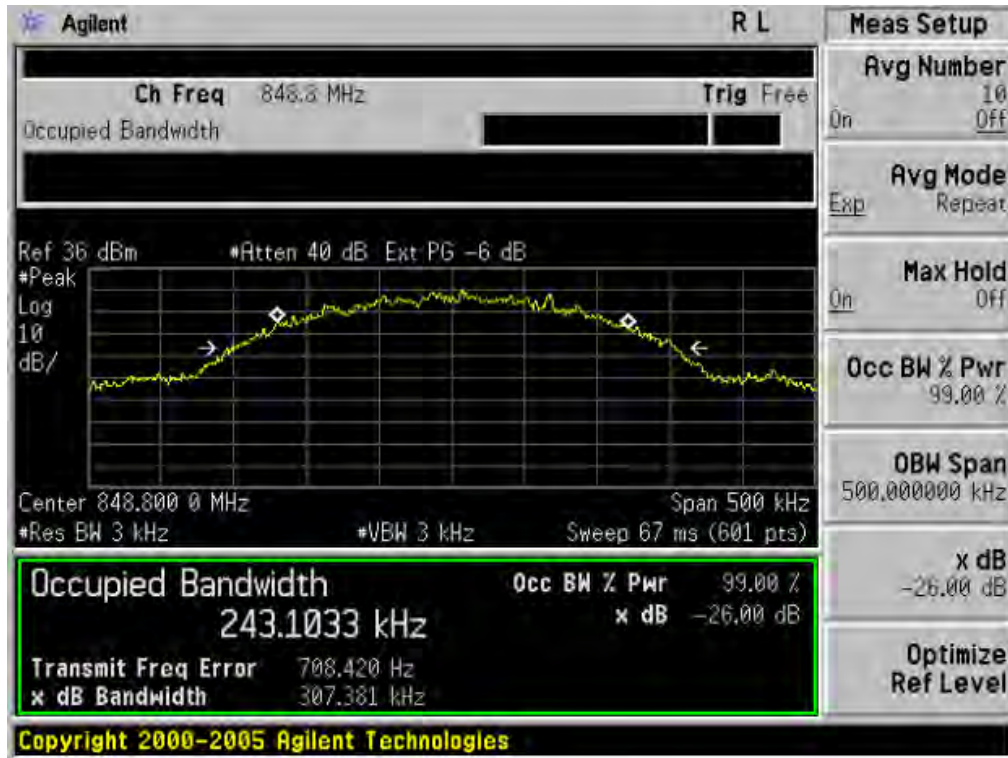 Agilent R L
Ch Freq 848.8 MHz Trig Free
Occupied Bandwidth
Ref 36 dBm #Atten 40 dB Ext PG -6 dB
#Peak
Log
10
dB/
Center 848.800 0 MHz Span 500 kHz
#Res BW 3 kHz #VBW 3 kHz Sweep 67 ms (601 pts)
Occupied Bandwidth
243.1033 kHz
Occ BW % Pwr 99.00 %
x dB -26.00 dB
Transmit Freq Error 708.420 Hz
x dB Bandwidth 307.381 kHz
Copyright 2000-2005 Agilent Technologies
Meas Setup
Avg Number
10
On Off
Avg Mode
Exp Repeat
Max Hold
On Off
Occ BW % Pwr
99.00 %
OBW Span
500.000000 kHz
x dB
-26.00 dB
Optimize
Ref Level